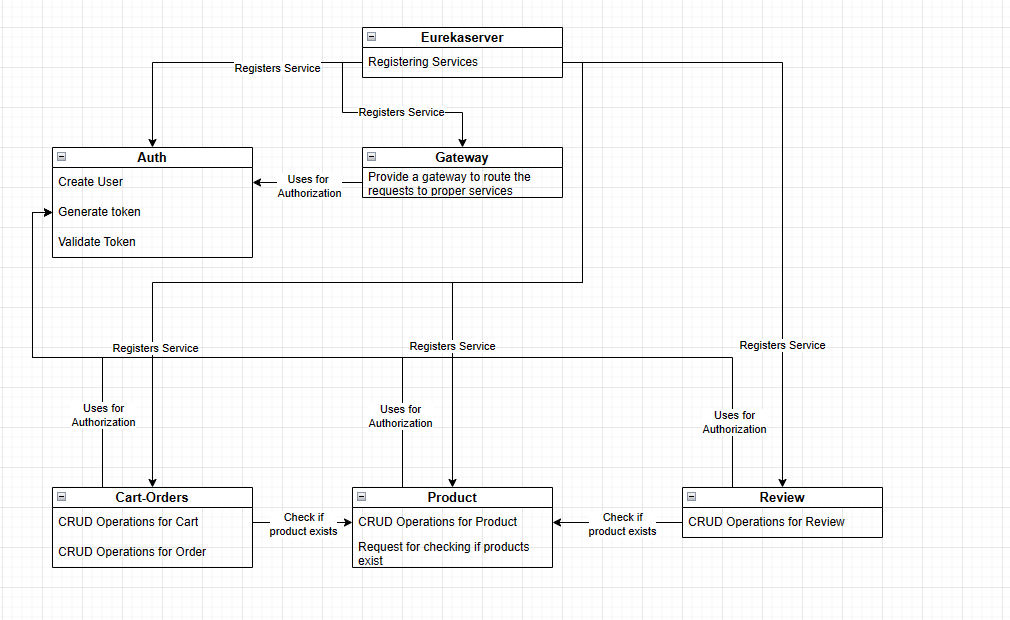 Eurekaserver
Registering Services
Registers Service
Registers Service
Auth
Create User
Generate token
Validate Token
Uses for
Authorization
Gateway
Provide a gateway to route the
requests to proper services
Registers Service
Registers Service
Registers Service
Uses for
Authorization
Uses for
Authorization
Uses for
Authorization
Cart-Orders
CRUD Operations for Cart
CRUD Operations for Order
Check if
product exists
Product
CRUD Operations for Product
Request for checking if products
exist
Check if
product exists
Review
CRUD Operations for Review